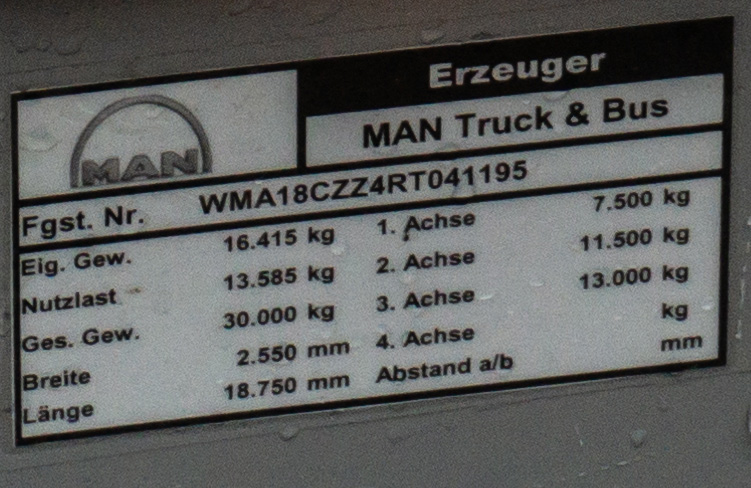 Erzeuger
MAN
MAN Truck & Bus
Fgst. Nr. WMA18CZZ4RT041195
Eig. Gew. 16.415 kg 1. Achse 7.500 kg
Nutzlast 13.585 kg 2. Achse 11.500 kg
Ges. Gew. 30.000 kg 3. Achse 13.000 kg
Breite 2.550 mm 4. Achse kg
Länge 18.750 mm Abstand a/b mm